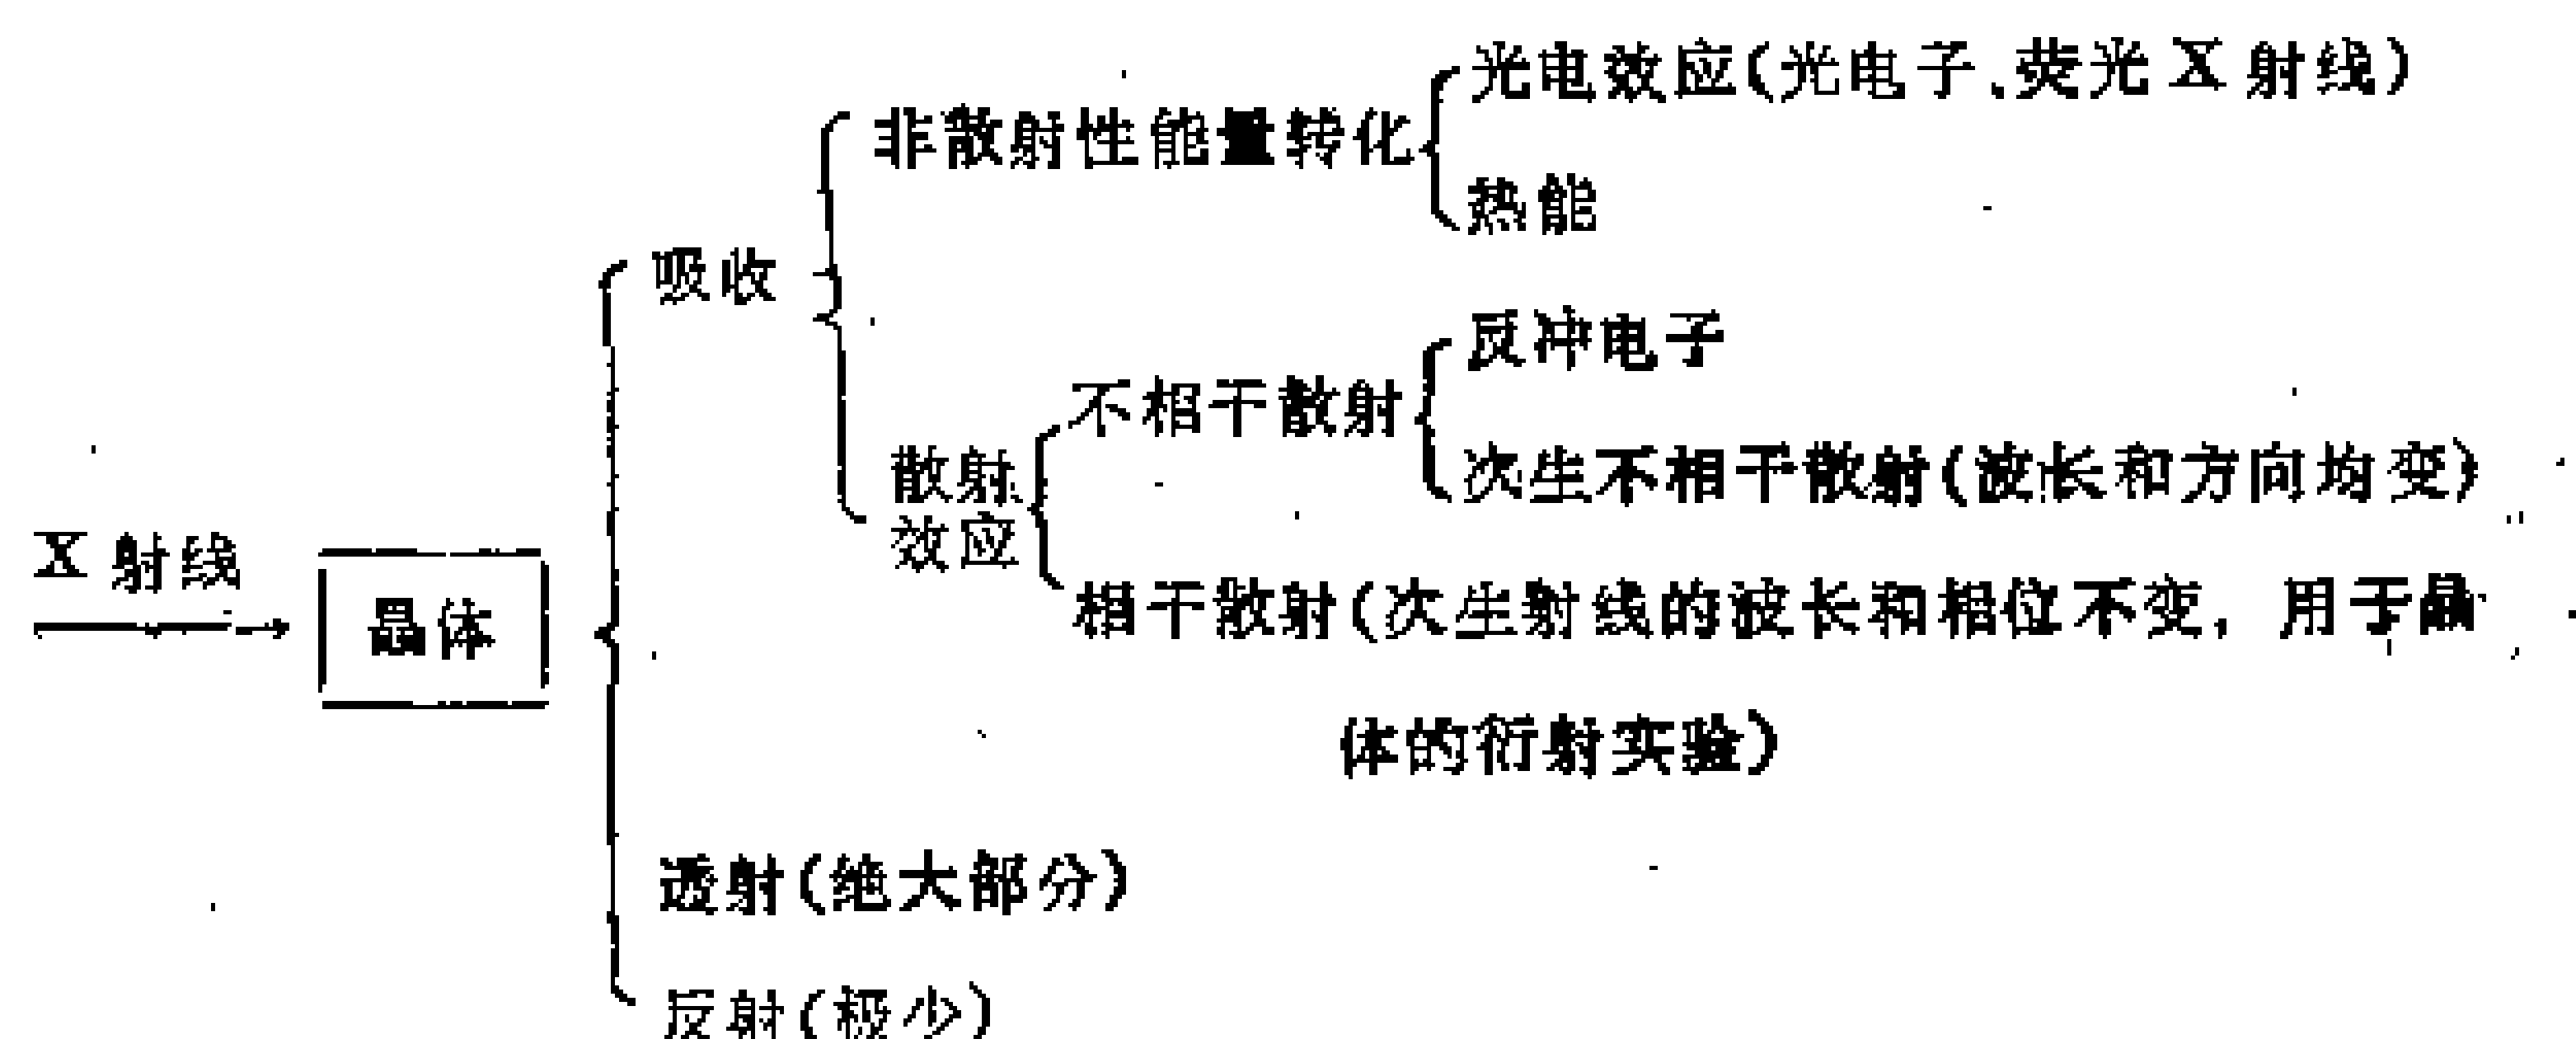 光电效应(光电子.荧光X射线)
非散射性能量转化
热能
吸收
反冲电子
不相干散射
次生不相干散射(波长和方向均变)
散射
效应
X射线
晶体
相干散射(次生射线的波长和相位不变,用于晶
体的衍射实验)
透射(绝大部分)
反射(极少)